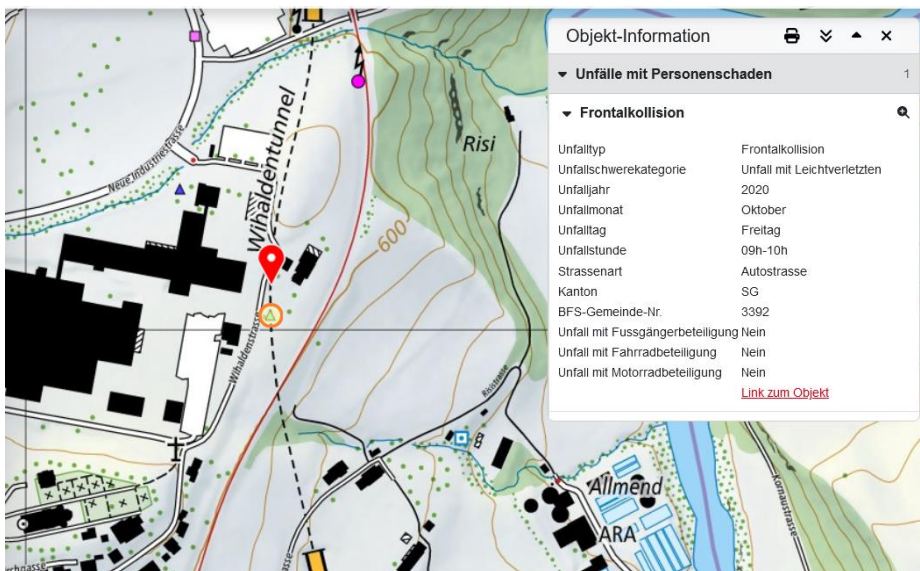 Objekt-Information
Unfälle mit Personenschaden 1
Frontalkollision
Unfalltyp Frontalkollision
Unfallschwerekategorie Unfall mit Leichtverletzten
Unfalljahr 2020
Unfallmonat Oktober
Unfalltag Freitag
Unfallstunde 09h-10h
Strassenart Autostrasse
Kanton SG
BFS-Gemeinde-Nr. 3392
Unfall mit Fussgängerbeteiligung Nein
Unfall mit Fahrradbeteiligung Nein
Unfall mit Motorradbeteiligung Nein
Link zum Objekt
Wihaldentunnel
Risi
Neue Industriestrasse
600
Wihaldenstrasse
Risistrasse
Allmend
ARA
Kornaustrasse